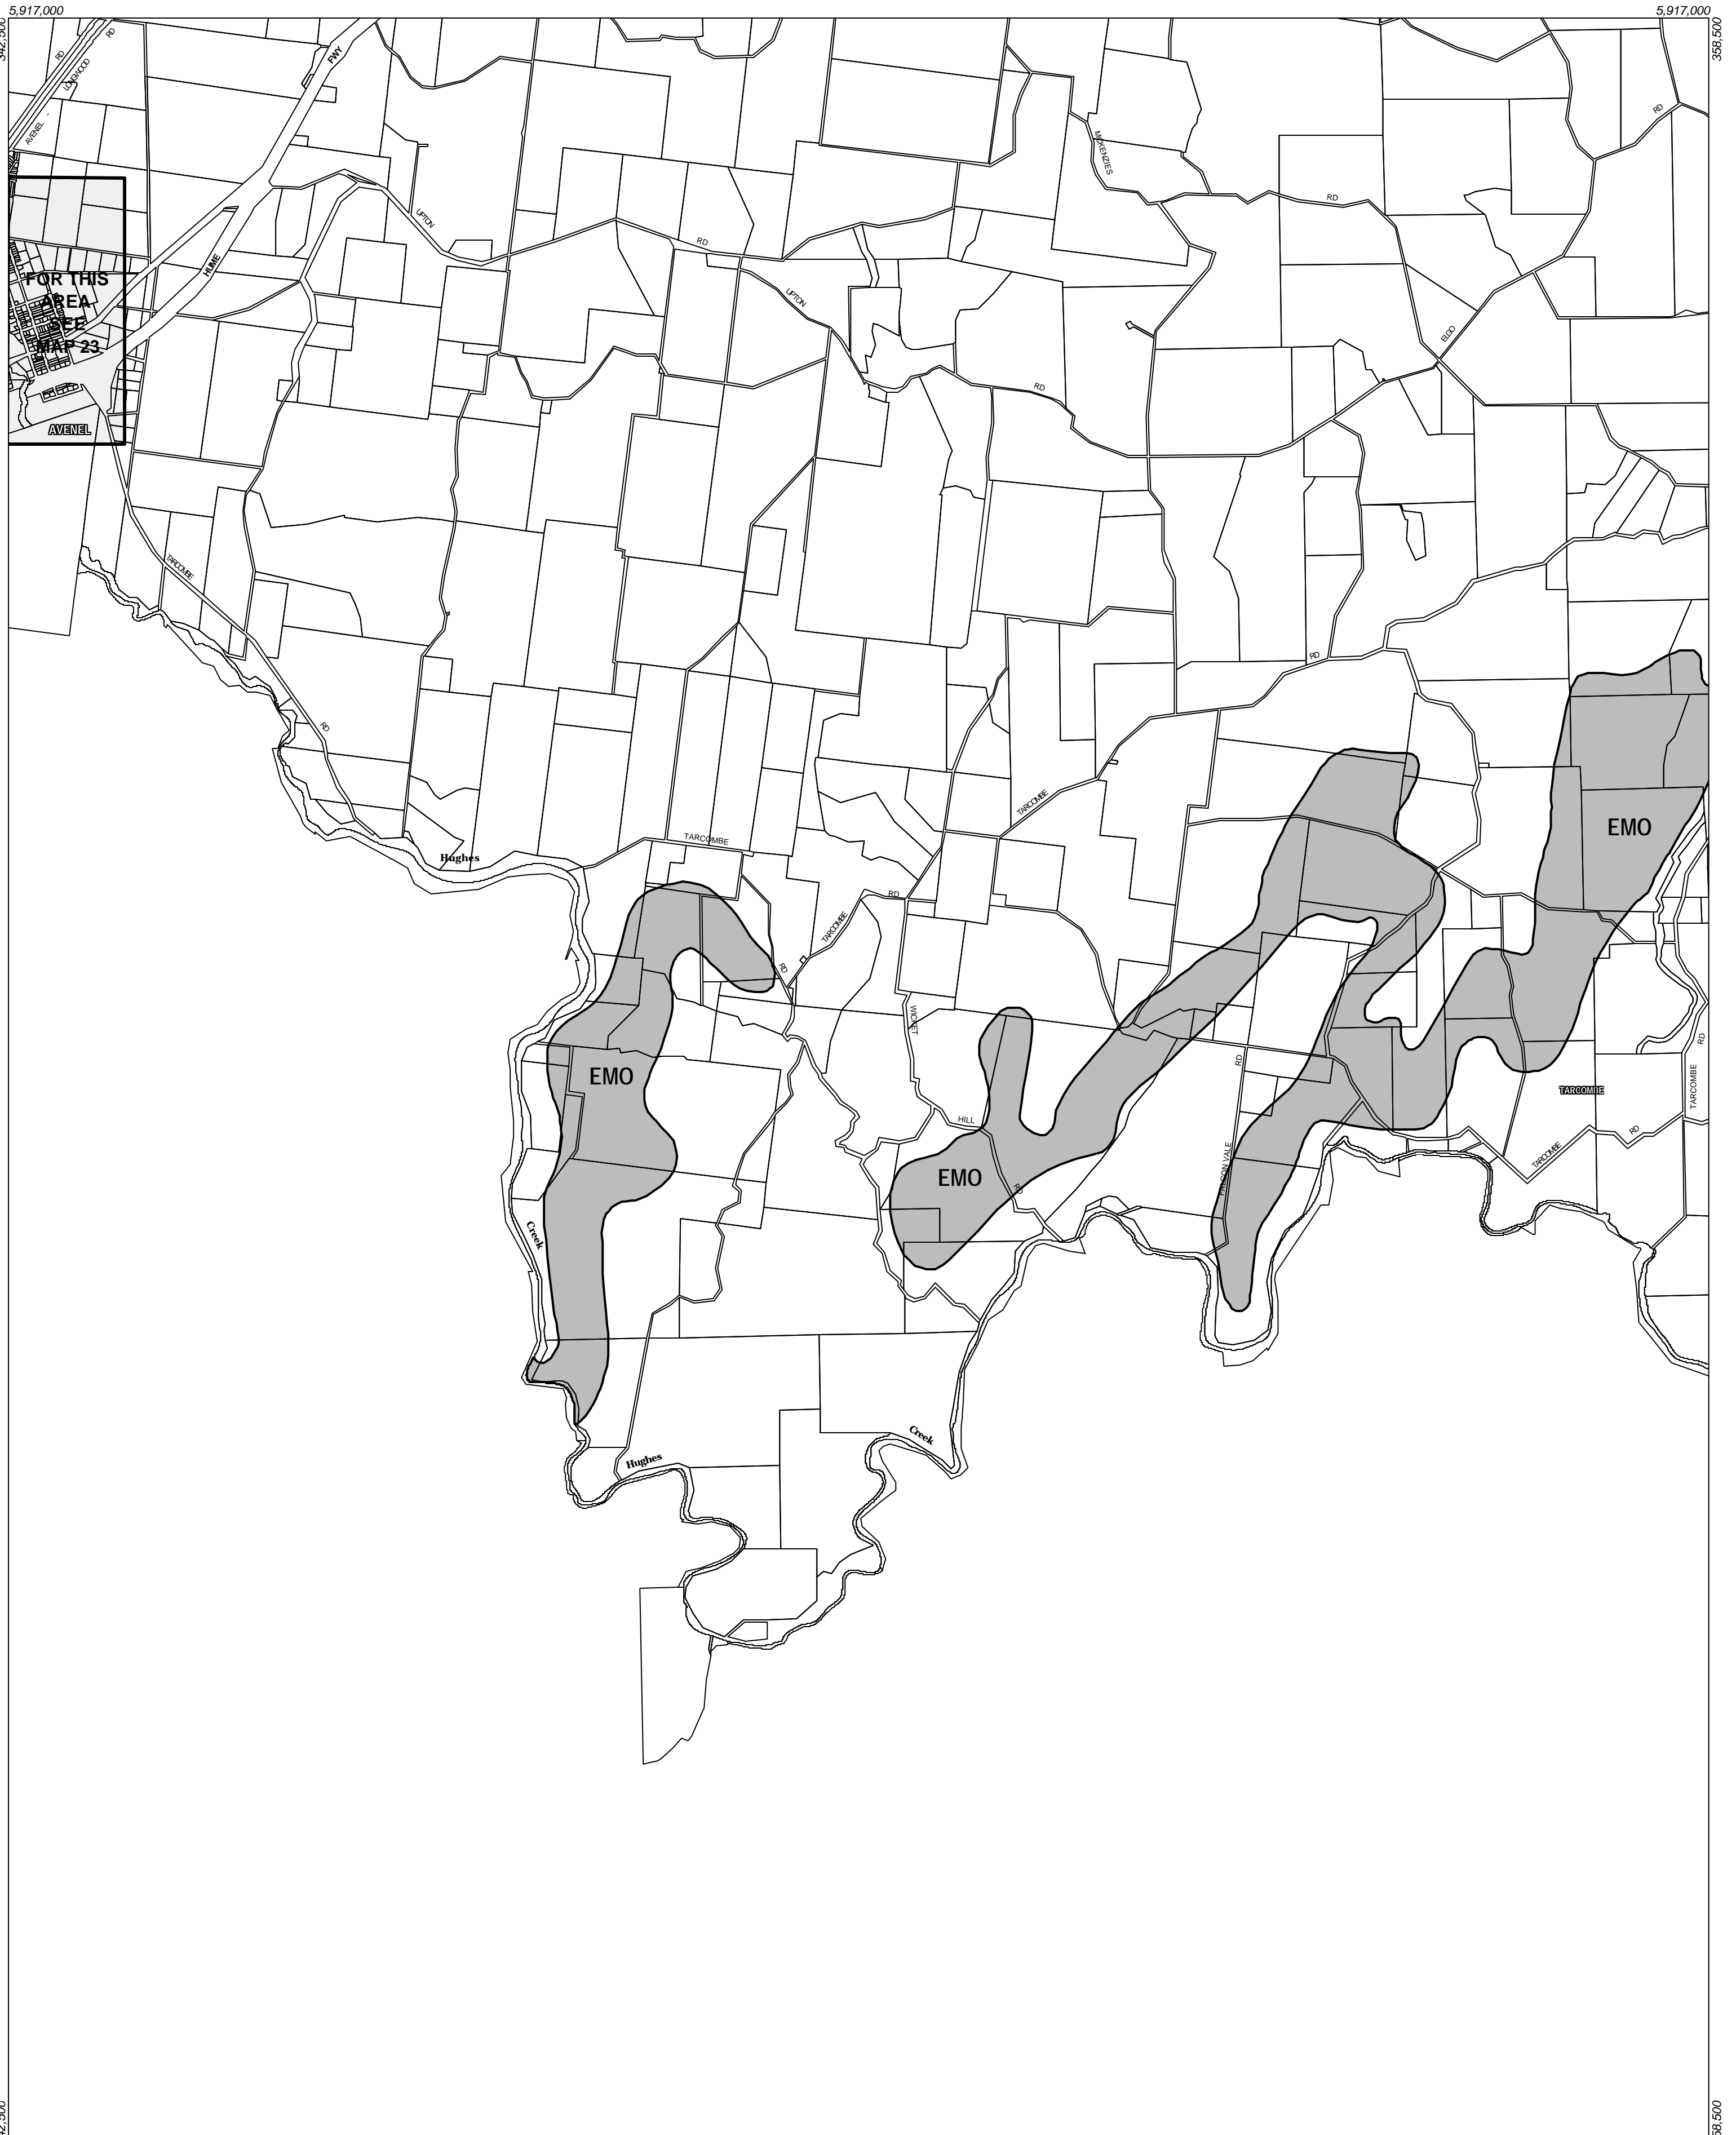 5,917,000
5,917,000
342,500
358,500
RD
RD
LONGWOOD
AVENEL
FWY
RD
MCKENZIES
RD
UPTON
RD
HUME
FOR THIS
AREA
SEE
MAP 23
UPTON
ELGO
RD
AVENEL
TARCOMBE
RD
RD
TARCOMBE
EMO
TARCOMBE
Hughes
RD
TARCOMBE
RD
WICKET
RD
RD
EMO
TARCOMBE
TARCOMBE
HILL
RD
TARCOMBE
FALCON VALE
EMO
RD
Creek
Creek
Hughes